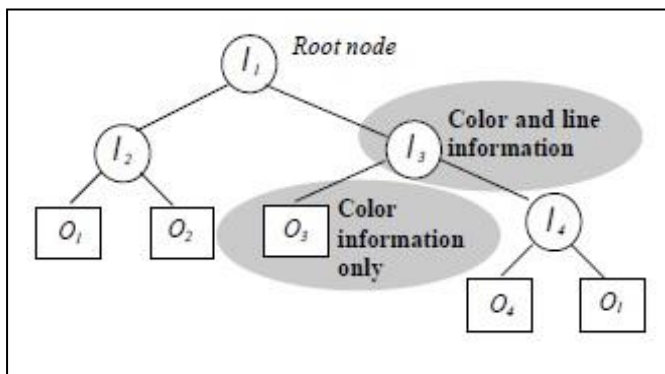 I₁ Root node
Color and line
information
I₂
I₃
O₁
O₂
O₃
Color
information
only
I₄
O₄
O₁